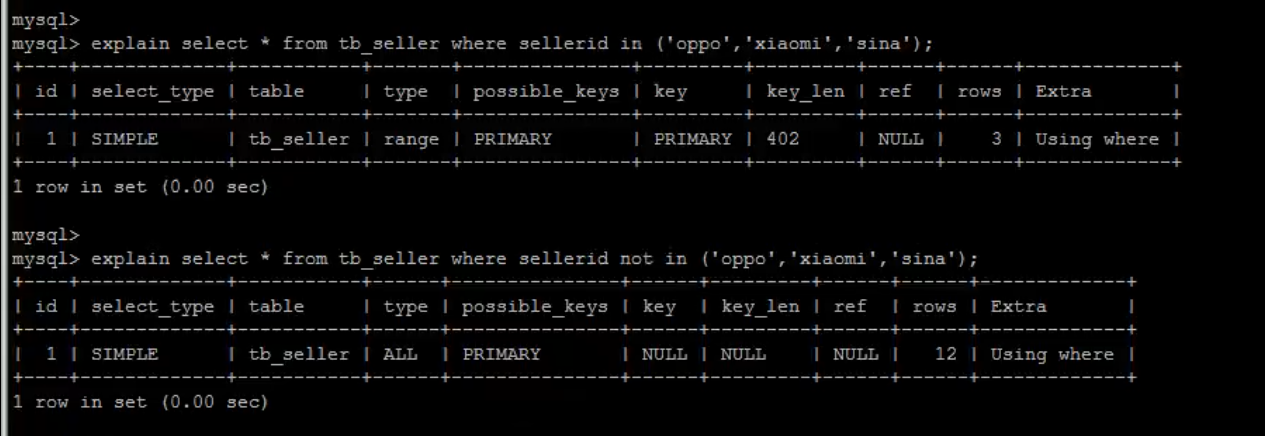 mysql>
mysql> explain select * from tb_seller where sellerid in ('oppo','xiaomi','sina');
+----+-------------+-----------+-------+---------------+---------+---------+------+------+-------------+
| id | select_type | table     | type  | possible_keys | key     | key_len | ref  | rows | Extra       |
+----+-------------+-----------+-------+---------------+---------+---------+------+------+-------------+
|  1 | SIMPLE      | tb_seller | range | PRIMARY       | PRIMARY | 402     | NULL |    3 | Using where |
+----+-------------+-----------+-------+---------------+---------+---------+------+------+-------------+
1 row in set (0.00 sec)
mysql>
mysql> explain select * from tb_seller where sellerid not in ('oppo','xiaomi','sina');
+----+-------------+-----------+------+---------------+------+---------+------+------+-------------+
| id | select_type | table     | type | possible_keys | key  | key_len | ref  | rows | Extra       |
+----+-------------+-----------+------+---------------+------+---------+------+------+-------------+
|  1 | SIMPLE      | tb_seller | ALL  | PRIMARY       | NULL | NULL    | NULL |   12 | Using where |
+----+-------------+-----------+------+---------------+------+---------+------+------+-------------+
1 row in set (0.00 sec)